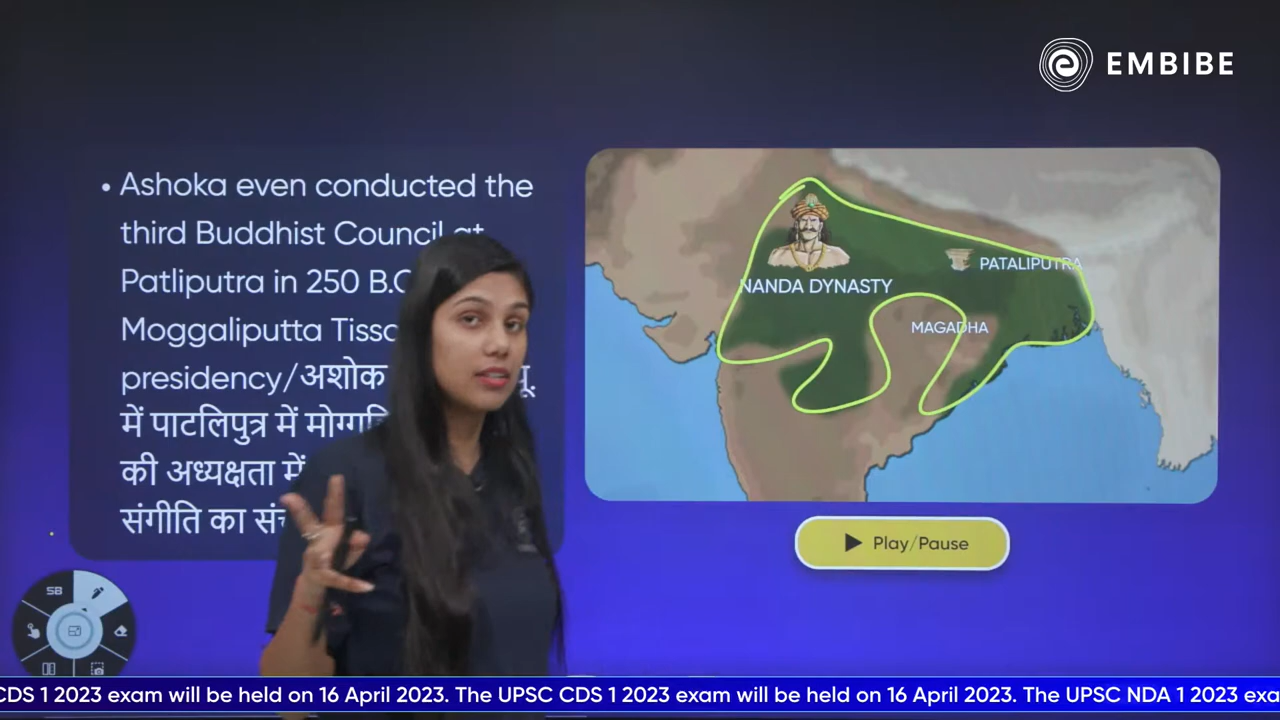 EMBIBE
• Ashoka even conducted the
third Buddhist Council at
Patliputra in 250 B.C
Moggaliputta Tiss
presidency/अशोक
में पाटलिपुत्र में
की अध्यक्षता में
संगीति का
NANDA DYNASTY
PATALIPUTRA
MAGADHA
Play/Pause
SB
CDS 1 2023 exam will be held on 16 April 2023. The UPSC CDS 1 2023 exam will be held on 16 April 2023. The UPSC NDA 1 2023 exa